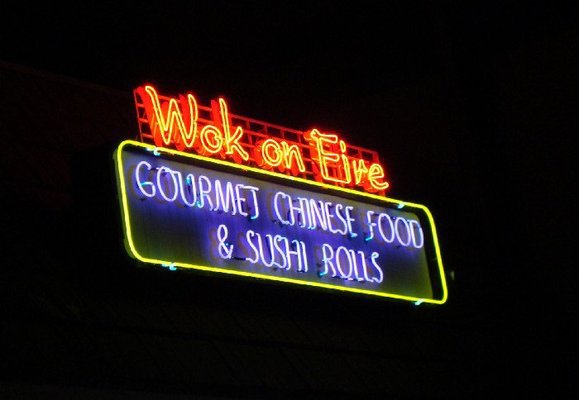 Wok on Fire
GOURMET CHINESE FOOD
& SUSHI ROLLS